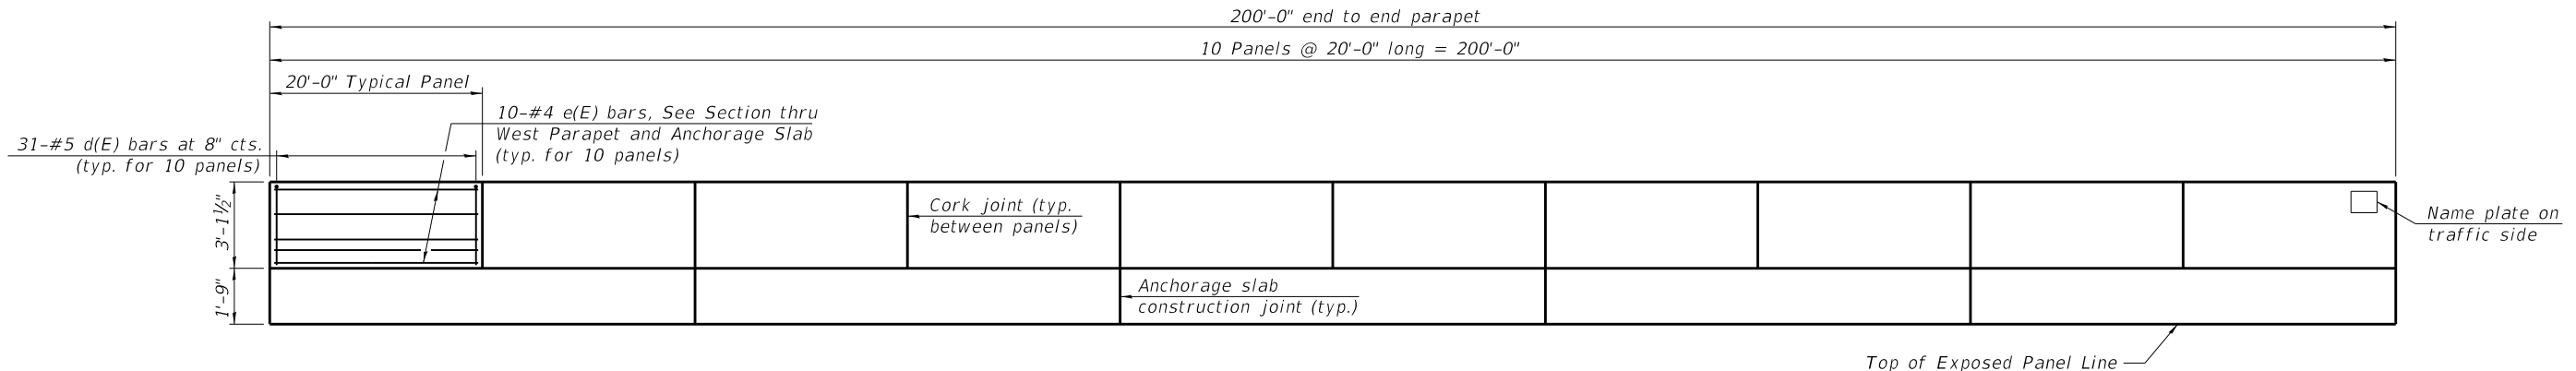 200'-0" end to end parapet
10 Panels @ 20'-0" long = 200'-0"
20'-0" Typical Panel
10-#4 e(E) bars, See Section thru
West Parapet and Anchorage Slab
(typ. for 10 panels)
31-#5 d(E) bars at 8" cts.
(typ. for 10 panels)
3'-1½"
1'-9"
Cork joint (typ.
between panels)
Anchorage slab
construction joint (typ.)
Name plate on
traffic side
Top of Exposed Panel Line